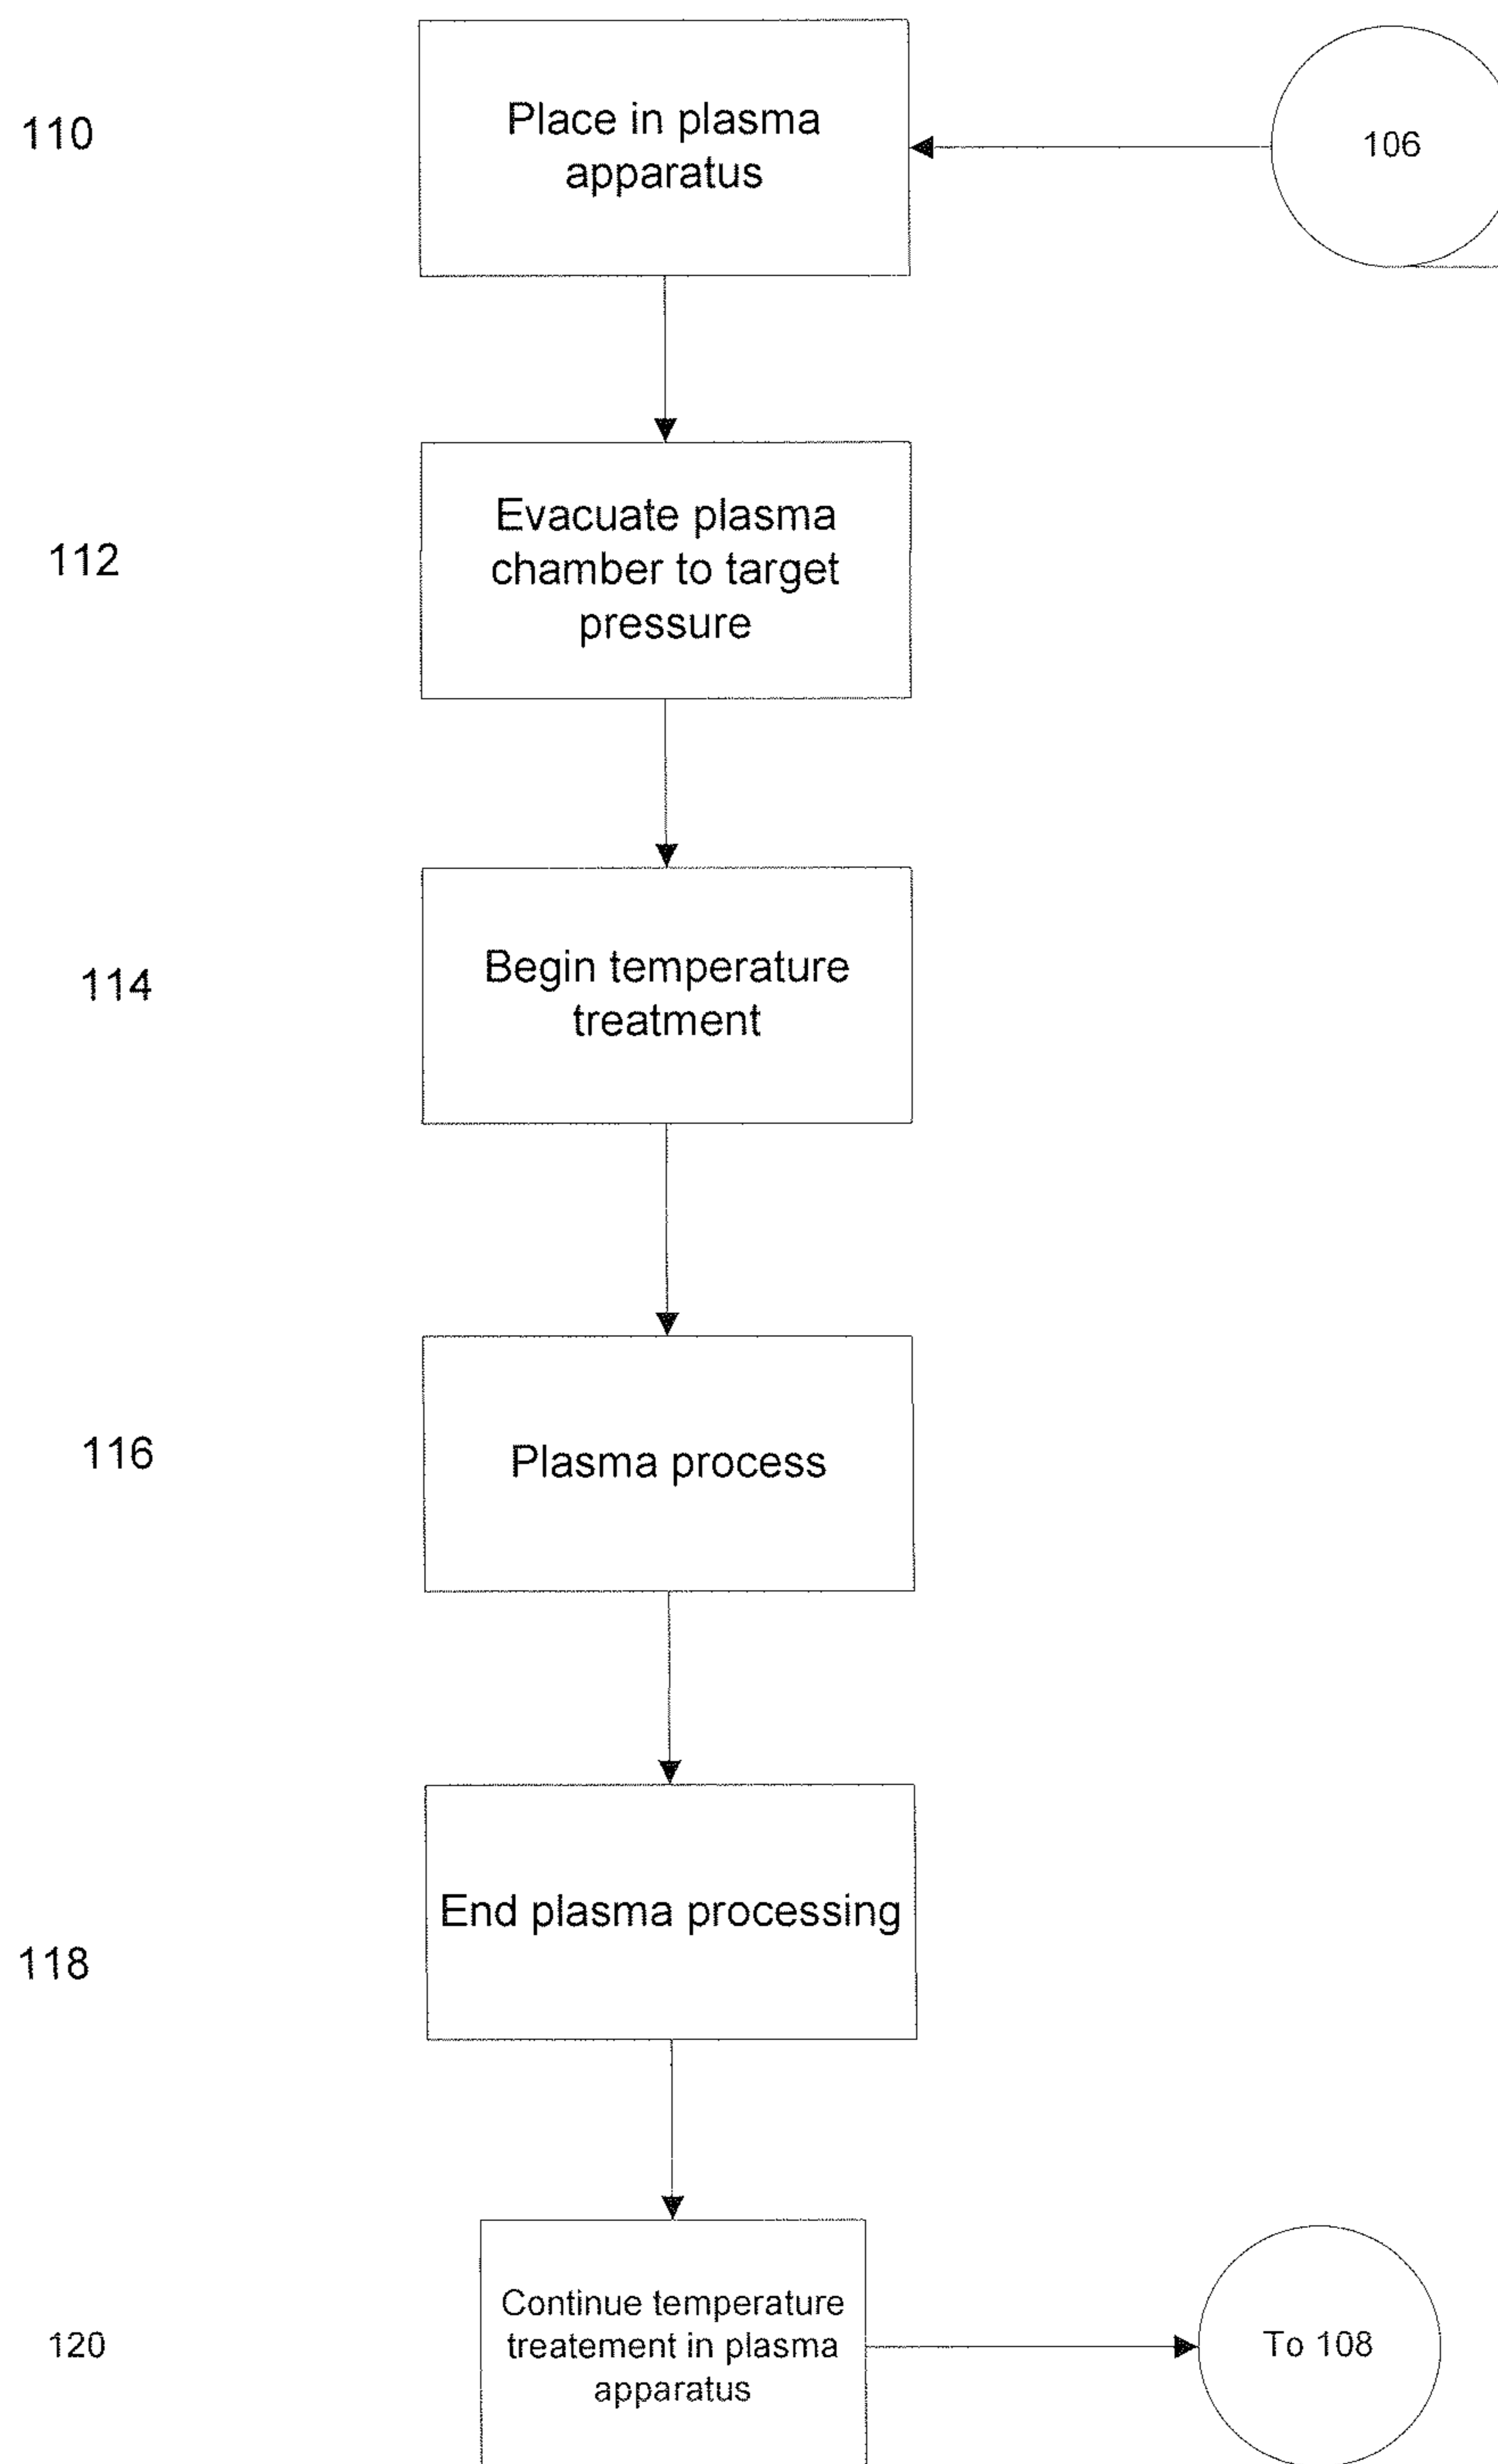 110
Place in plasma
apparatus
106
112
Evacuate plasma
chamber to target
pressure
114
Begin temperature
treatment
116
Plasma process
End plasma processing
118
Continue temperature
treatement in plasma
apparatus
120
To 108